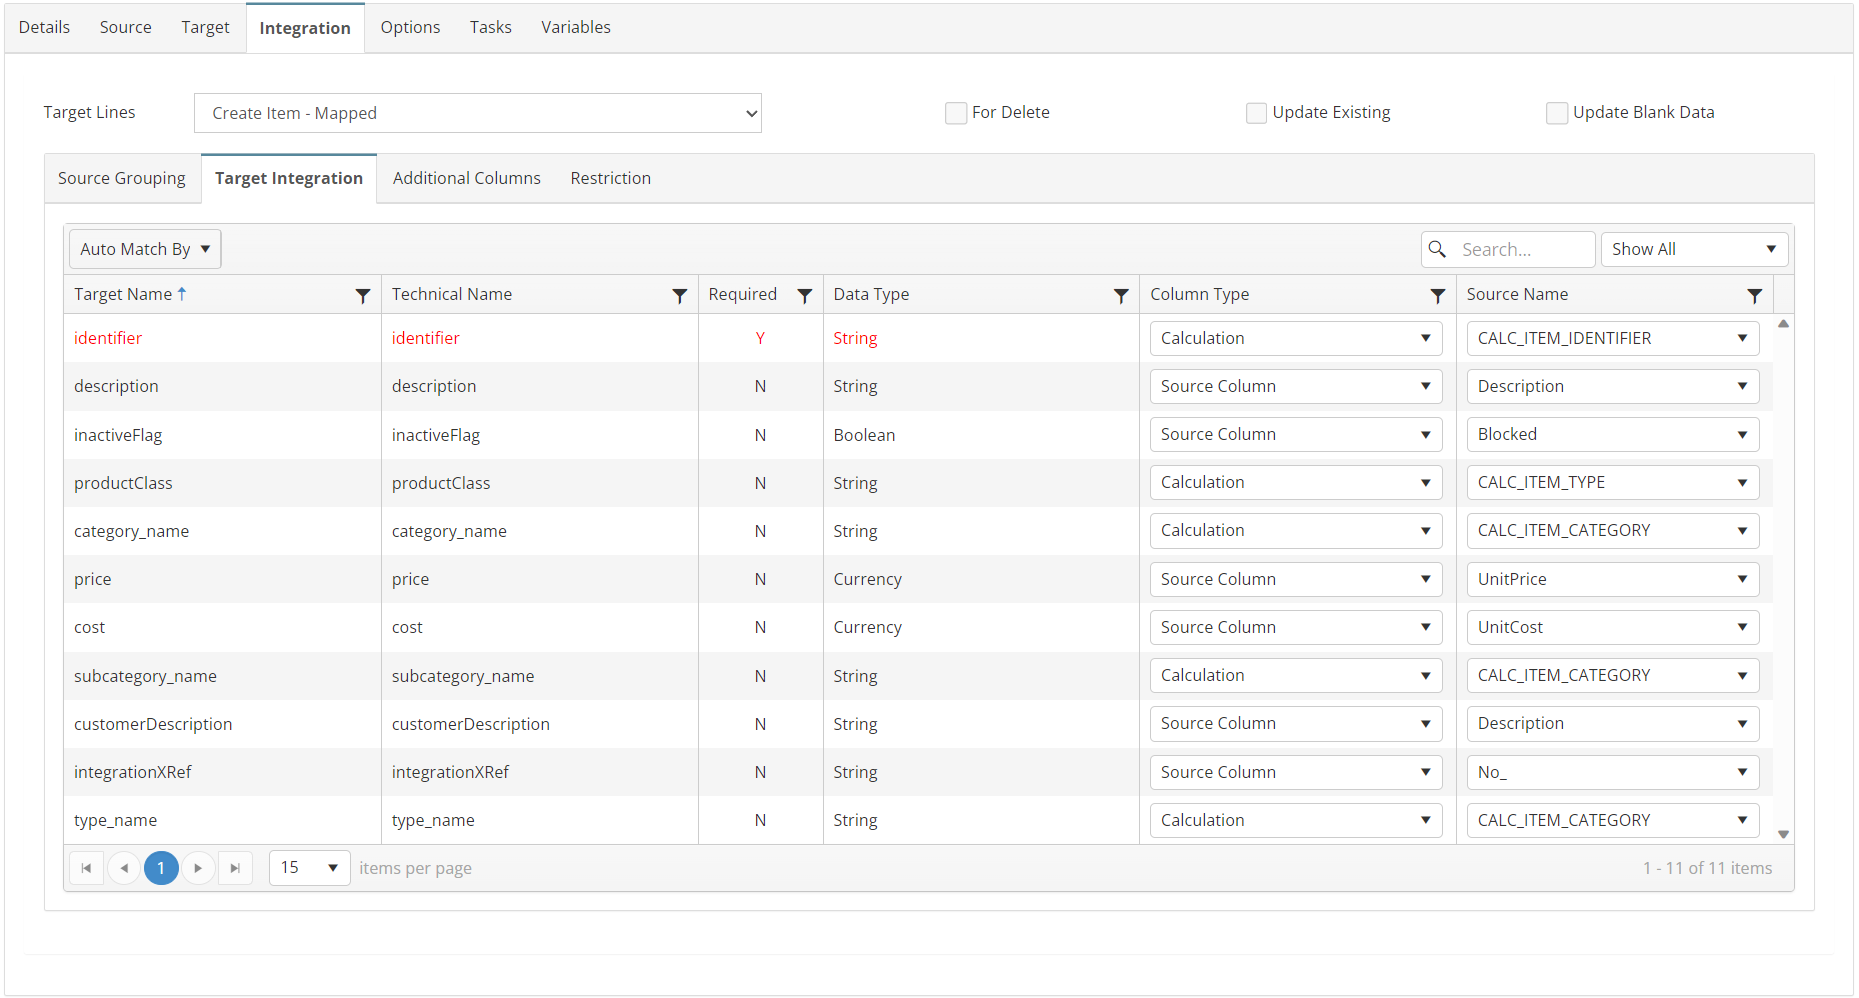 Details Source Target Integration Options Tasks Variables
Target Lines Create Item - Mapped For Delete Update Existing Update Blank Data
Source Grouping Target Integration Additional Columns Restriction
Auto Match By Search... Show All
Target Name Technical Name Required Data Type Column Type Source Name
identifier identifier Y String Calculation CALC_ITEM_IDENTIFIER
description description N String Source Column Description
inactiveFlag inactiveFlag N Boolean Source Column Blocked
productClass productClass N String Calculation CALC_ITEM_TYPE
category_name category_name N String Calculation CALC_ITEM_CATEGORY
price price N Currency Source Column UnitPrice
cost cost N Currency Source Column UnitCost
subcategory_name subcategory_name N String Calculation CALC_ITEM_CATEGORY
customerDescription customerDescription N String Source Column Description
integrationXRef integrationXRef N String Source Column No_
type_name type_name N String Calculation CALC_ITEM_CATEGORY
1 15 items per page 1 - 11 of 11 items